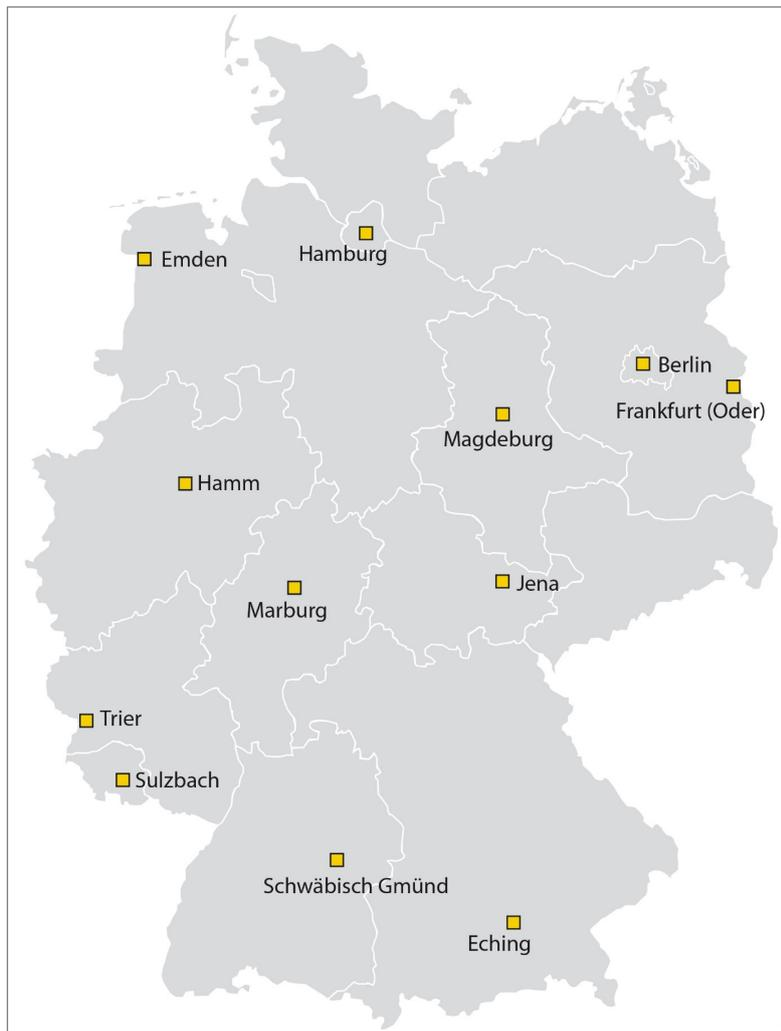 Hamburg
Emden
Berlin
Frankfurt (Oder)
Magdeburg
Hamm
Jena
Marburg
Trier
Sulzbach
Schwäbisch Gmünd
Eching